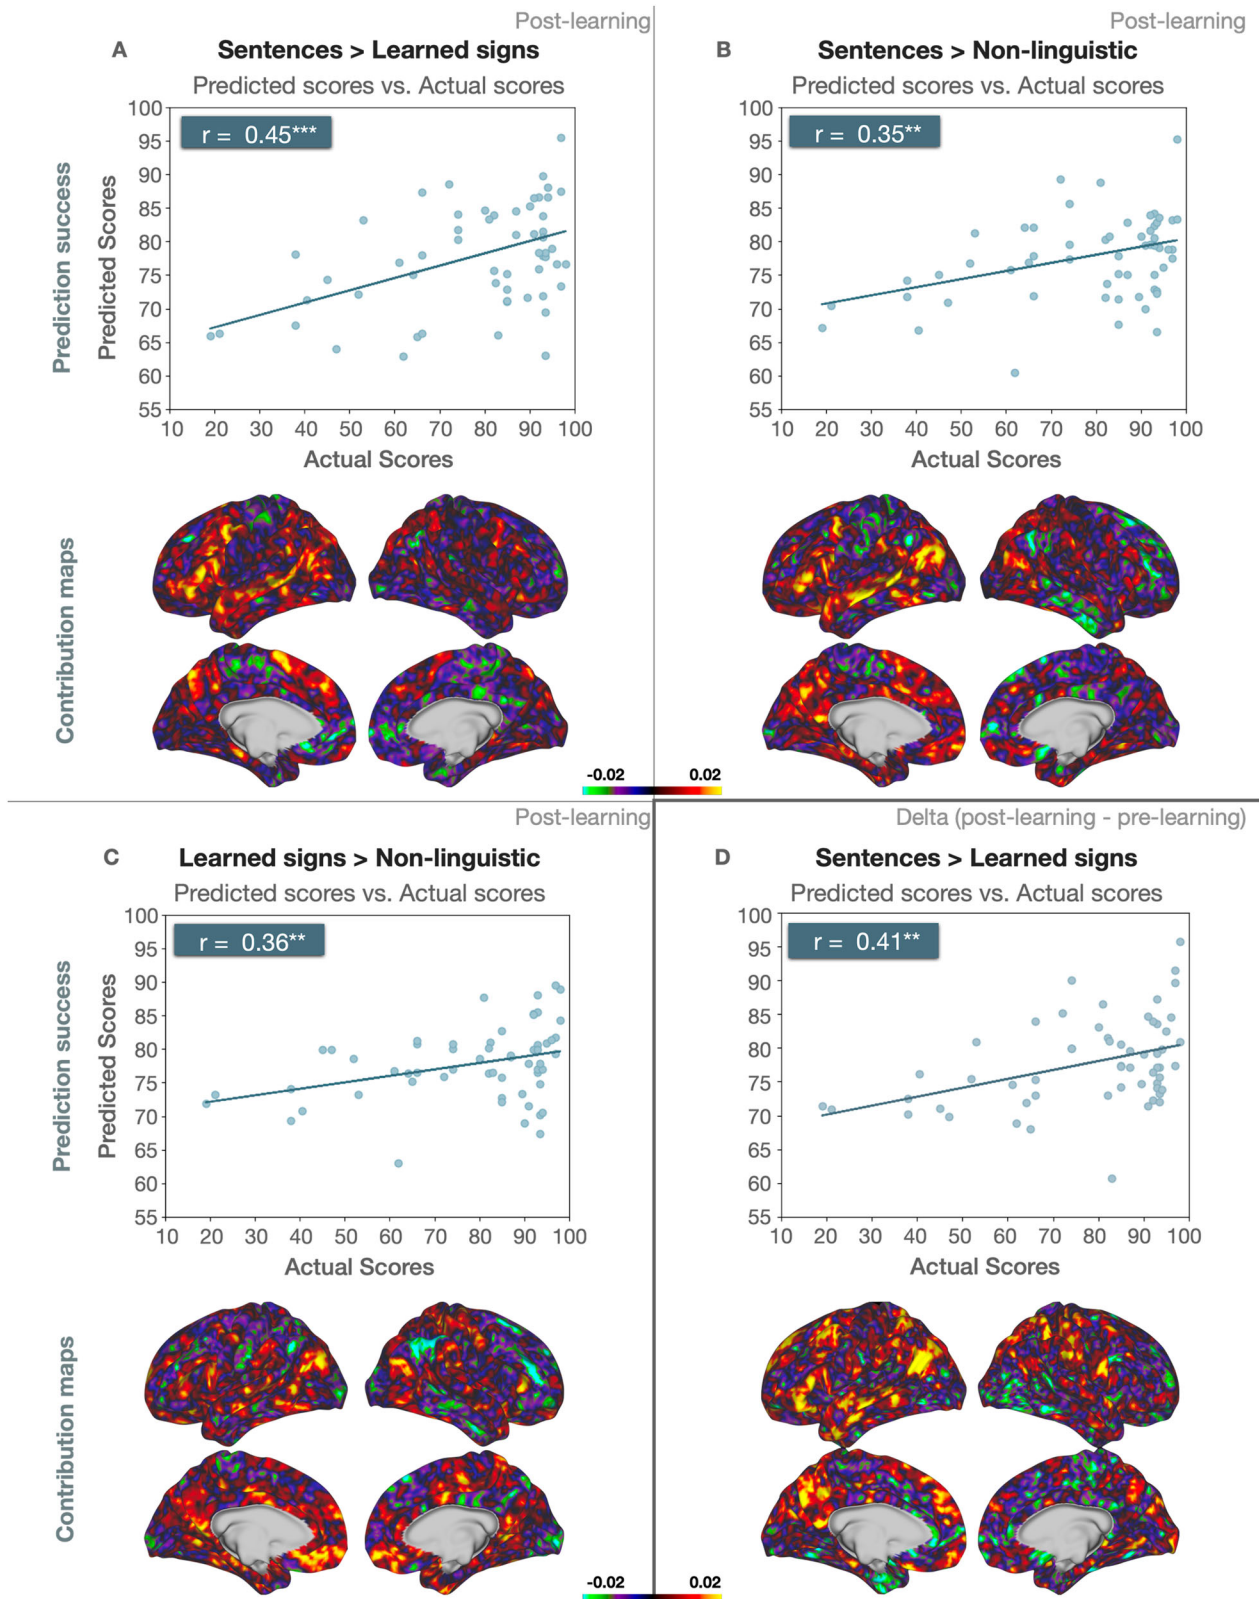 Post-learning
A Sentences > Learned signs
Predicted scores vs. Actual scores
Prediction success
Predicted Scores
100
95
90
85
80
75
70
65
60
55
r = 0.45***
10 20 30 40 50 60 70 80 90 100
Actual Scores
Contribution maps
Post-learning
B Sentences > Non-linguistic
Predicted scores vs. Actual scores
100
95
90
85
80
75
70
65
60
55
r = 0.35**
10 20 30 40 50 60 70 80 90 100
Actual Scores
-0.02 0.02
Post-learning
C Learned signs > Non-linguistic
Predicted scores vs. Actual scores
Prediction success
Predicted Scores
100
95
90
85
80
75
70
65
60
55
r = 0.36**
10 20 30 40 50 60 70 80 90 100
Actual Scores
Contribution maps
Delta (post-learning - pre-learning)
D Sentences > Learned signs
Predicted scores vs. Actual scores
100
95
90
85
80
75
70
65
60
55
r = 0.41**
10 20 30 40 50 60 70 80 90 100
Actual Scores
-0.02 0.02